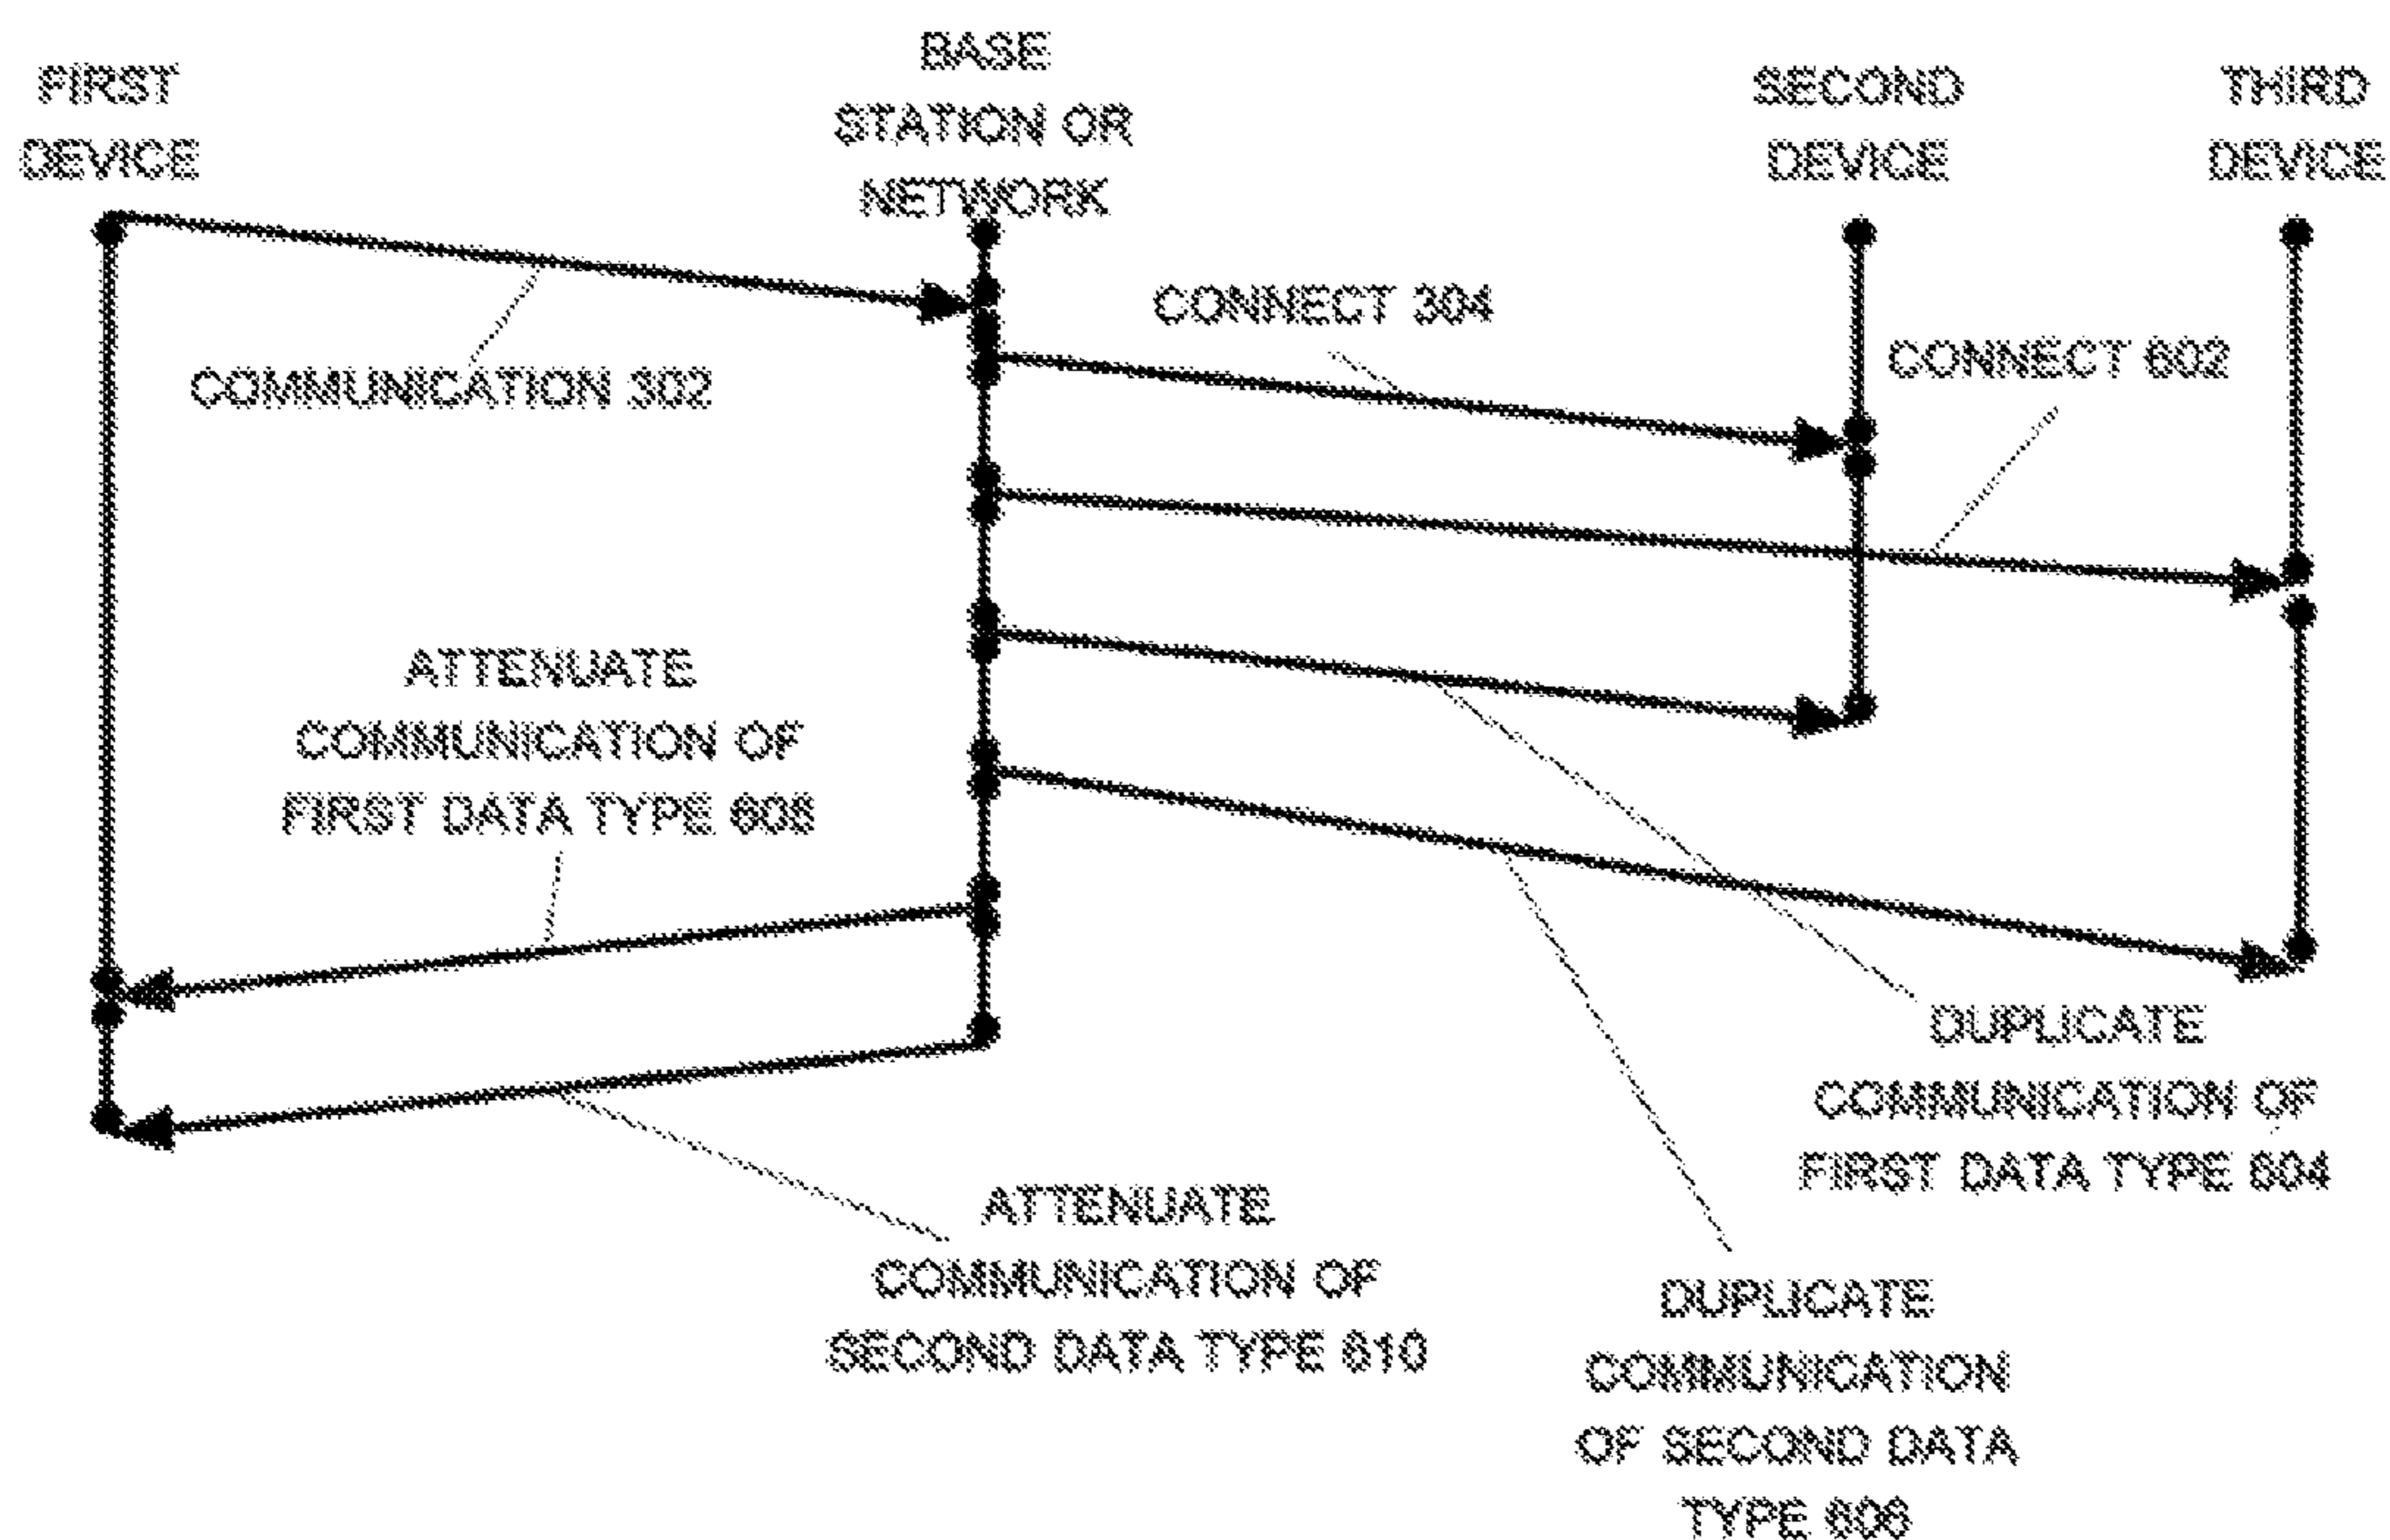 FIRST
DEVICE
BASE
STATION OR
NETWORK
SECOND
DEVICE
THIRD
DEVICE
COMMUNICATION 302
CONNECT 304
CONNECT 602
ATTENUATE
COMMUNICATION OF
FIRST DATA TYPE 608
DUPLICATE
COMMUNICATION OF
FIRST DATA TYPE 604
ATTENUATE
COMMUNICATION OF
SECOND DATA TYPE 610
DUPLICATE
COMMUNICATION
OF SECOND DATA
TYPE 606